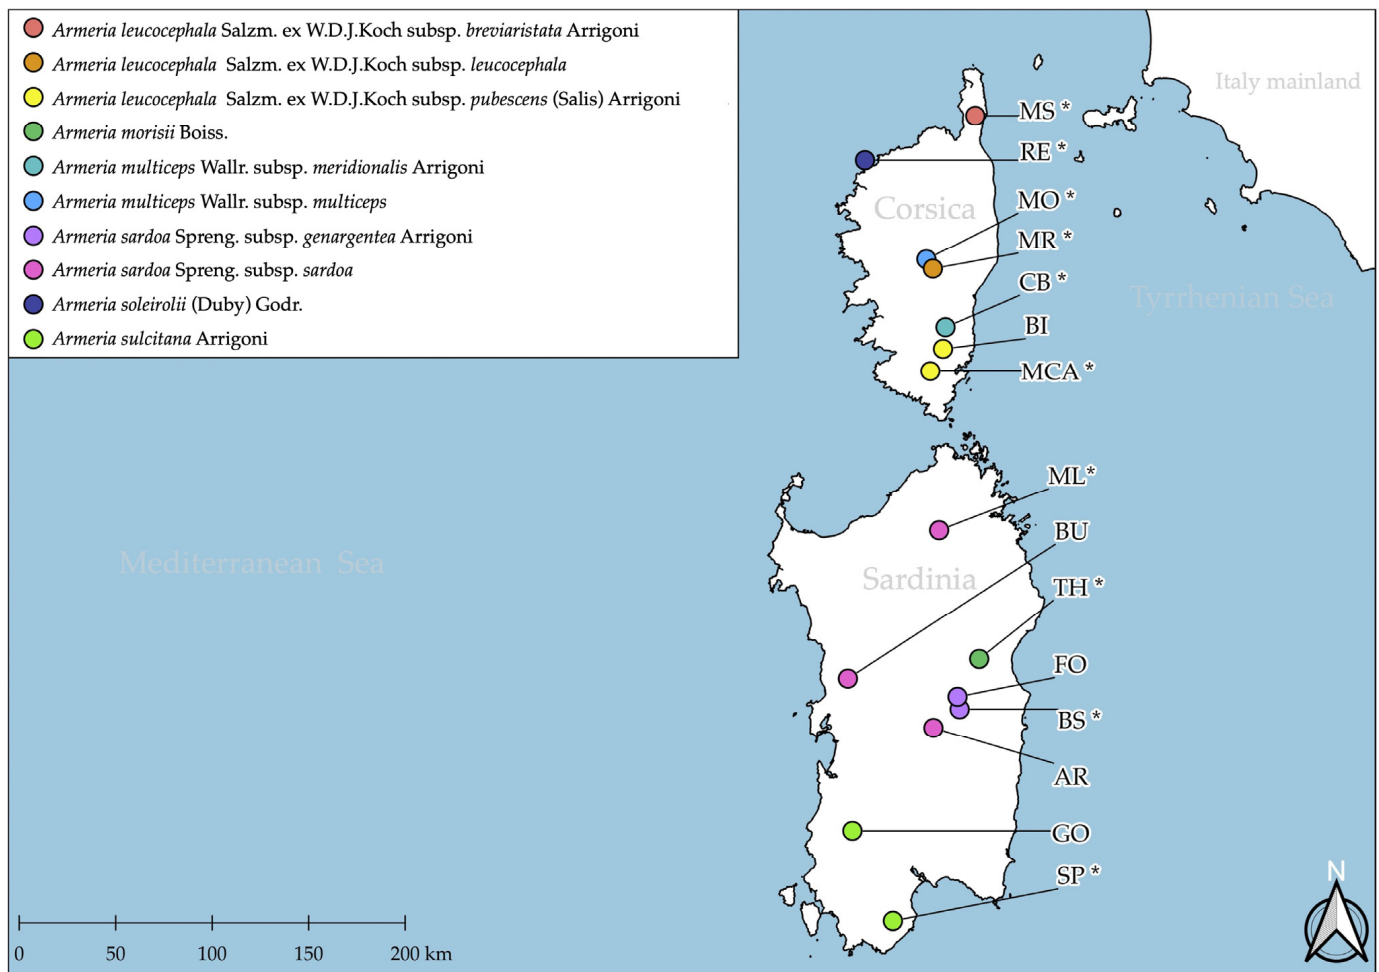 Armeria leucocephala Salzm. ex W.D.J.Koch subsp. breviaristata Arrigoni
Armeria leucocephala Salzm. ex W.D.J.Koch subsp. leucocephala
Armeria leucocephala Salzm. ex W.D.J.Koch subsp. pubescens (Salis) Arrigoni
Armeria morisii Boiss.
Armeria multiceps Wallr. subsp. meridionalis Arrigoni
Armeria multiceps Wallr. subsp. multiceps
Armeria sardoa Spreng. subsp. genargentea Arrigoni
Armeria sardoa Spreng. subsp. sardoa
Armeria soleirolii (Duby) Godr.
Armeria sulcitana Arrigoni
Italy mainland
MS *
RE *
MO *
Corsica
MR *
CB *
Tyrrhenian Sea
BI
MCA *
ML *
BU
Mediterranean Sea
Sardinia
TH *
FO
BS *
AR
GO
SP *
N
0 50 100 150 200 km